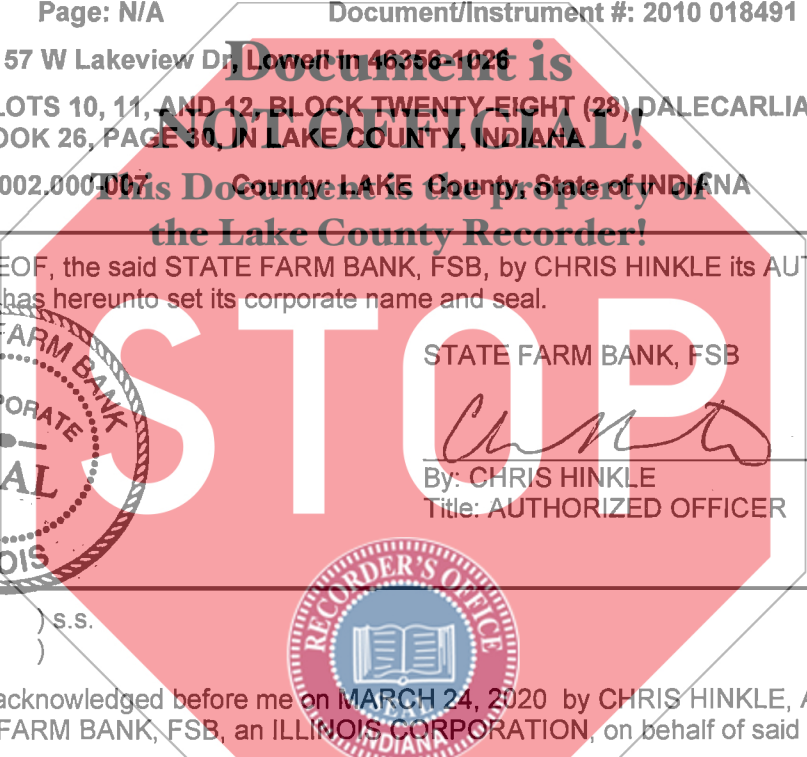 Page: N/A Document/Instrument #: 2010 018491
57 W Lakeview Dr, Lowell In 46356-1026
Document is
LOTS 10, 11, AND 12, BLOCK TWENTY-EIGHT (28) DALECARLIA
NOT OFFICIAL!
OOK 26, PAGE 30, IN LAKE COUNTY, INDIANA
002.000-007 County: LAKE County, State of INDIANA
This Document is the property of
the Lake County Recorder!
EOF, the said STATE FARM BANK, FSB, by CHRIS HINKLE its AUT
has hereunto set its corporate name and seal.
STOP
FARM BANK
PORATE
AL
OIS
STATE FARM BANK, FSB
By: CHRIS HINKLE
Title: AUTHORIZED OFFICER
RECORDER'S OFFICE
INDIANA
) s.s.
)
acknowledged before me on MARCH 24, 2020 by CHRIS HINKLE, A
FARM BANK, FSB, an ILLINOIS CORPORATION, on behalf of said